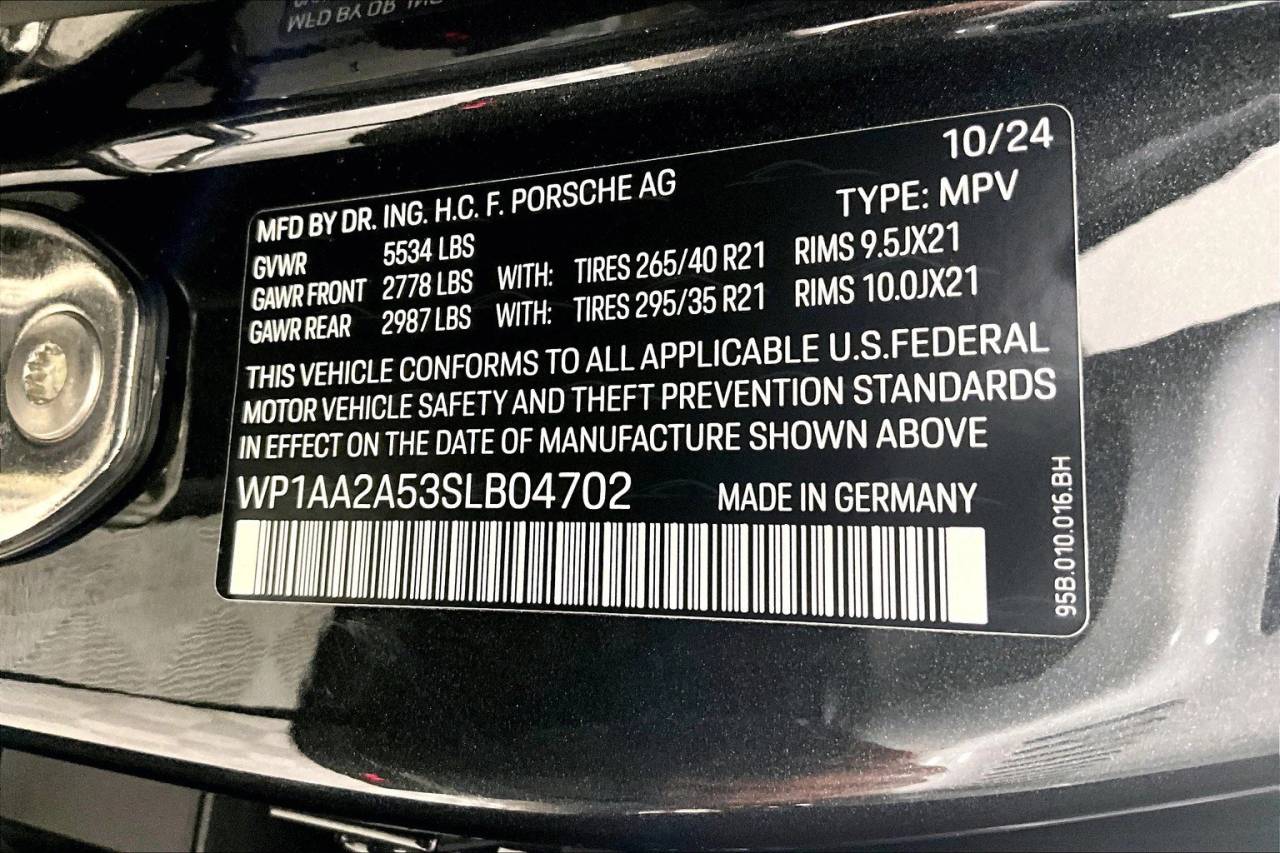 10/24
MFD BY DR. ING. H.C. F. PORSCHE AG TYPE: MPV
GVWR 5534 LBS
GAWR FRONT 2778 LBS WITH: TIRES 265/40 R21 RIMS 9.5JX21
GAWR REAR 2987 LBS WITH: TIRES 295/35 R21 RIMS 10.0JX21
THIS VEHICLE CONFORMS TO ALL APPLICABLE U.S.FEDERAL
MOTOR VEHICLE SAFETY AND THEFT PREVENTION STANDARDS
IN EFFECT ON THE DATE OF MANUFACTURE SHOWN ABOVE
WP1AA2A53SLB04702 MADE IN GERMANY
95B.010.016.BH